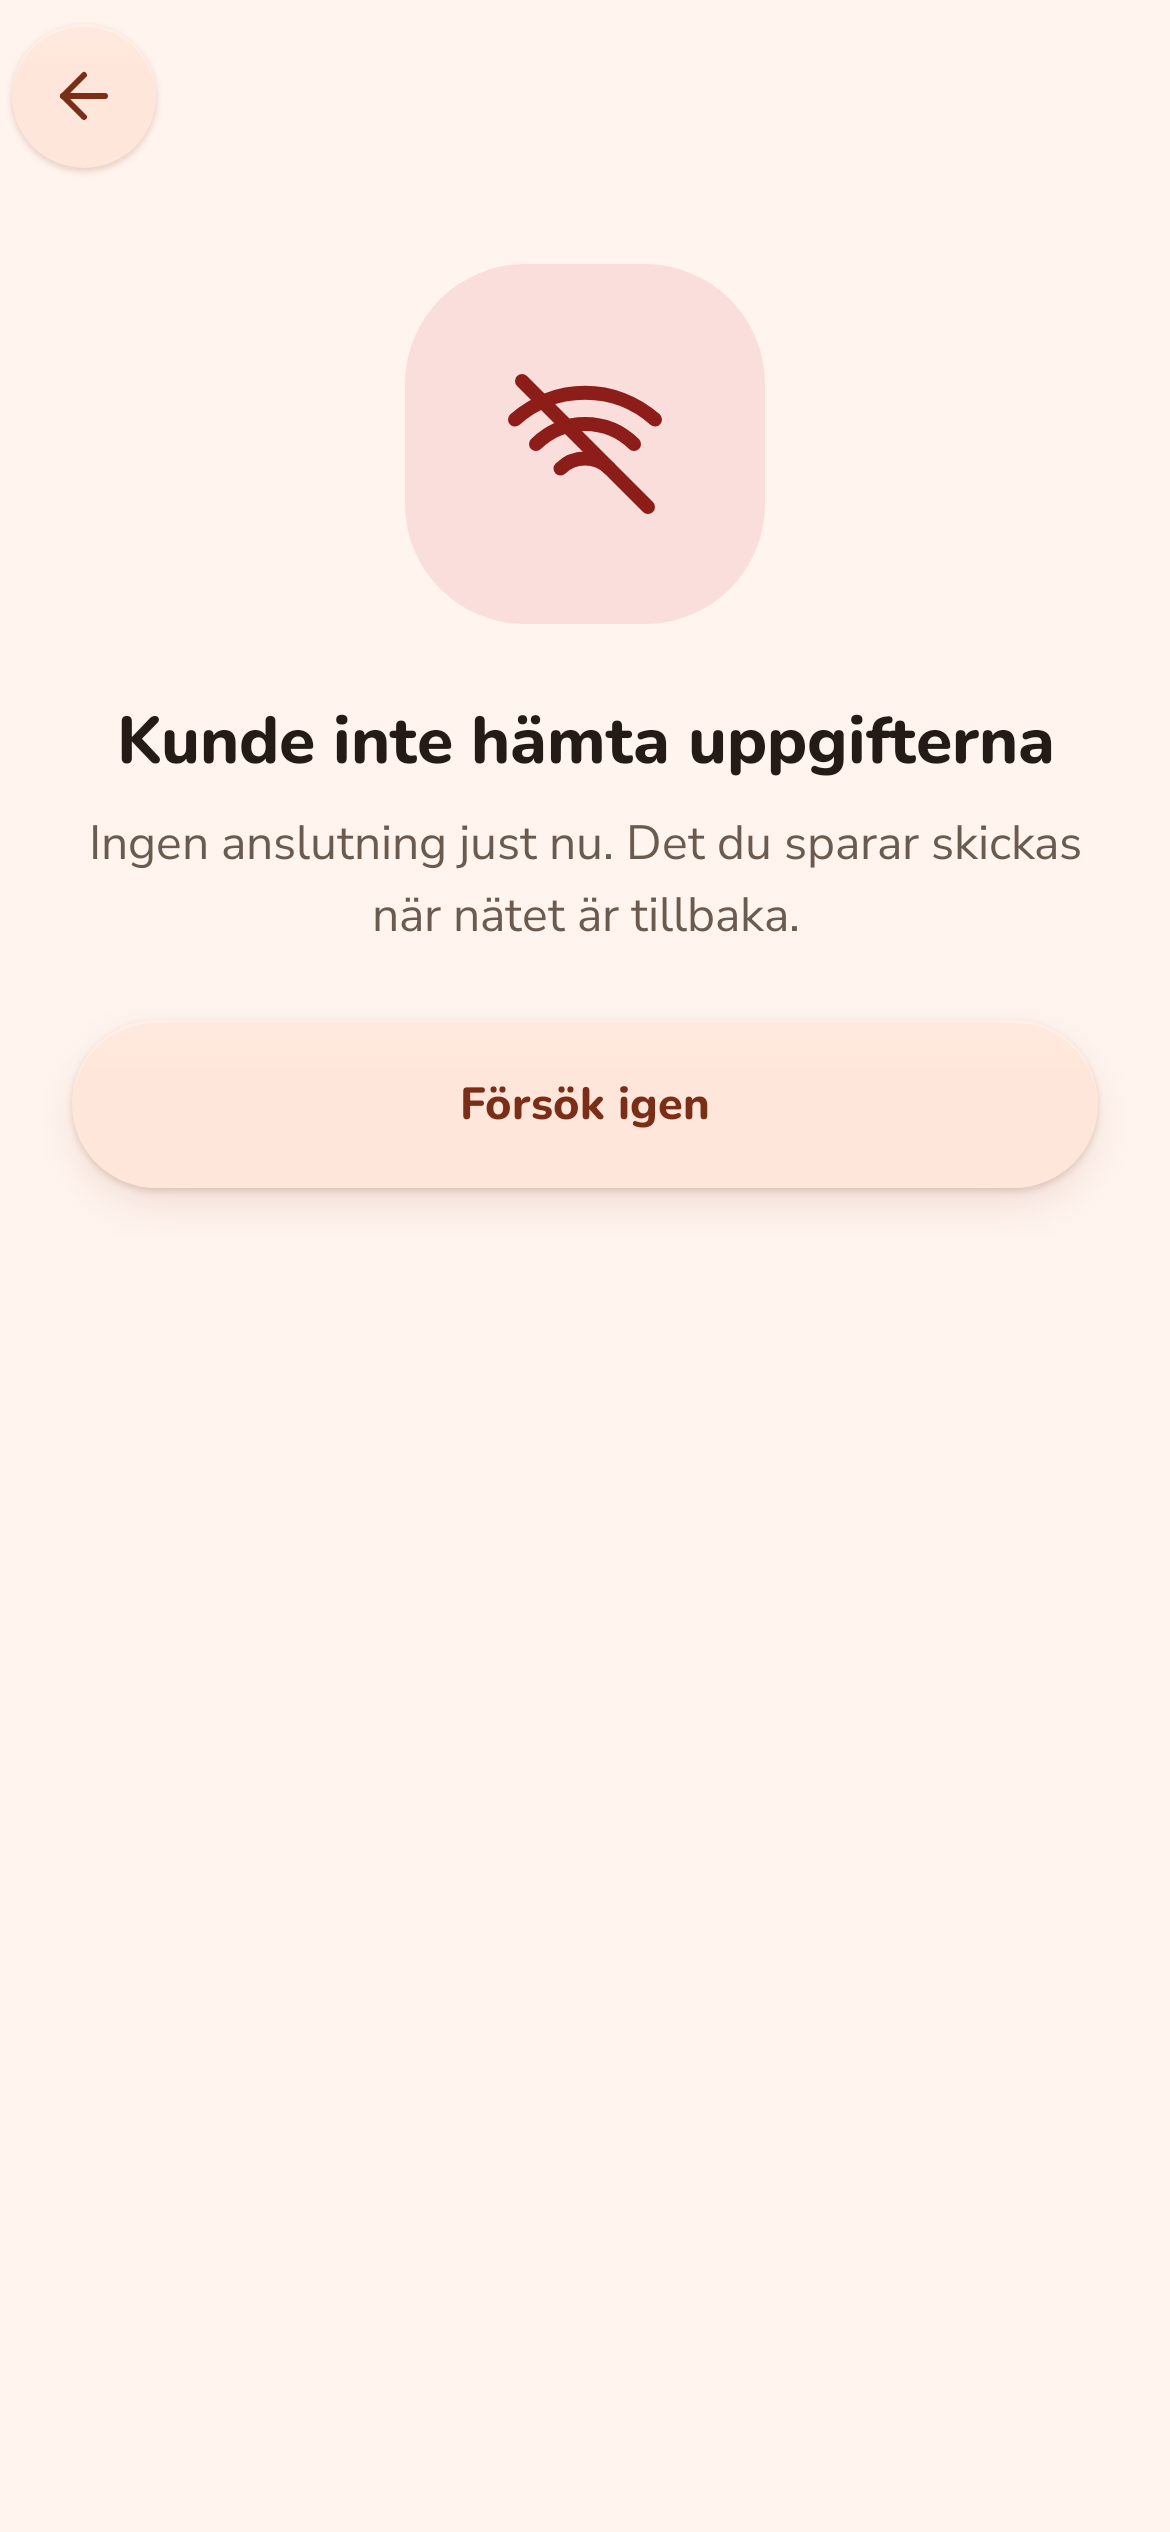 Kunde inte hämta uppgifterna
Ingen anslutning just nu. Det du sparar skickas
när nätet är tillbaka.
Försök igen